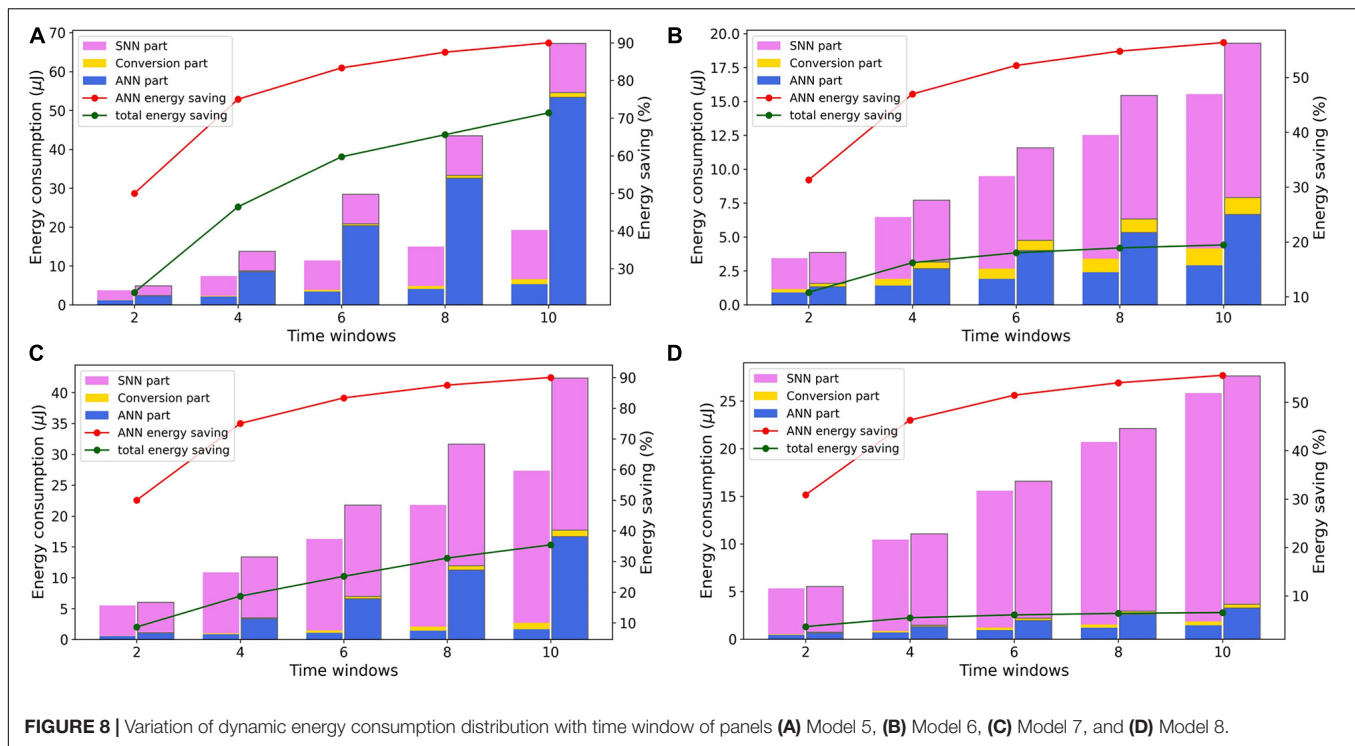 A
Energy consumption (μJ)
70
60
50
40
30
20
10
0
SNN part
Conversion part
ANN part
ANN energy saving
total energy saving
90
80
70
60
50
40
30
Energy saving (%)
2 4 6 8 10
Time windows
B
Energy consumption (μJ)
20.0
17.5
15.0
12.5
10.0
7.5
5.0
2.5
0.0
SNN part
Conversion part
ANN part
ANN energy saving
total energy saving
50
40
30
20
10
Energy saving (%)
2 4 6 8 10
Time windows
C
Energy consumption (μJ)
40
35
30
25
20
15
10
5
0
SNN part
Conversion part
ANN part
ANN energy saving
total energy saving
90
80
70
60
50
40
30
20
10
Energy saving (%)
2 4 6 8 10
Time windows
D
Energy consumption (μJ)
25
20
15
10
5
0
SNN part
Conversion part
ANN part
ANN energy saving
total energy saving
50
40
30
20
10
Energy saving (%)
2 4 6 8 10
Time windows
FIGURE 8 | Variation of dynamic energy consumption distribution with time window of panels (A) Model 5, (B) Model 6, (C) Model 7, and (D) Model 8.